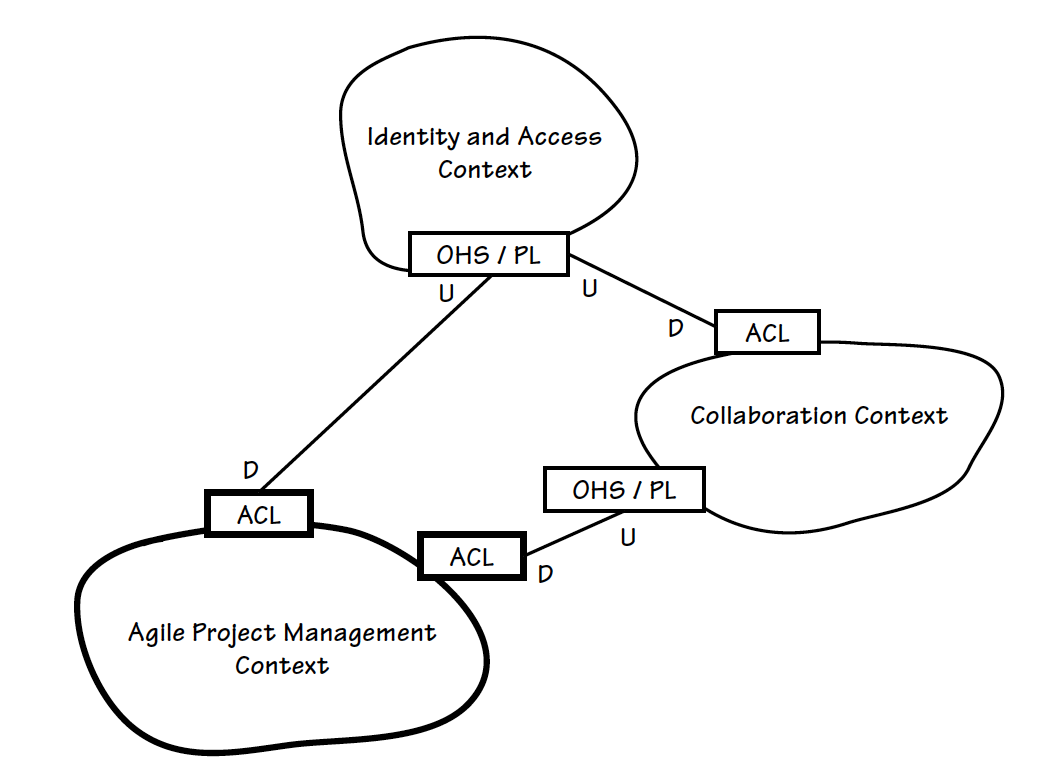 Identity and Access
Context
OHS / PL
U
U
D
ACL
Collaboration Context
D
ACL
OHS / PL
U
ACL
D
Agile Project Management
Context